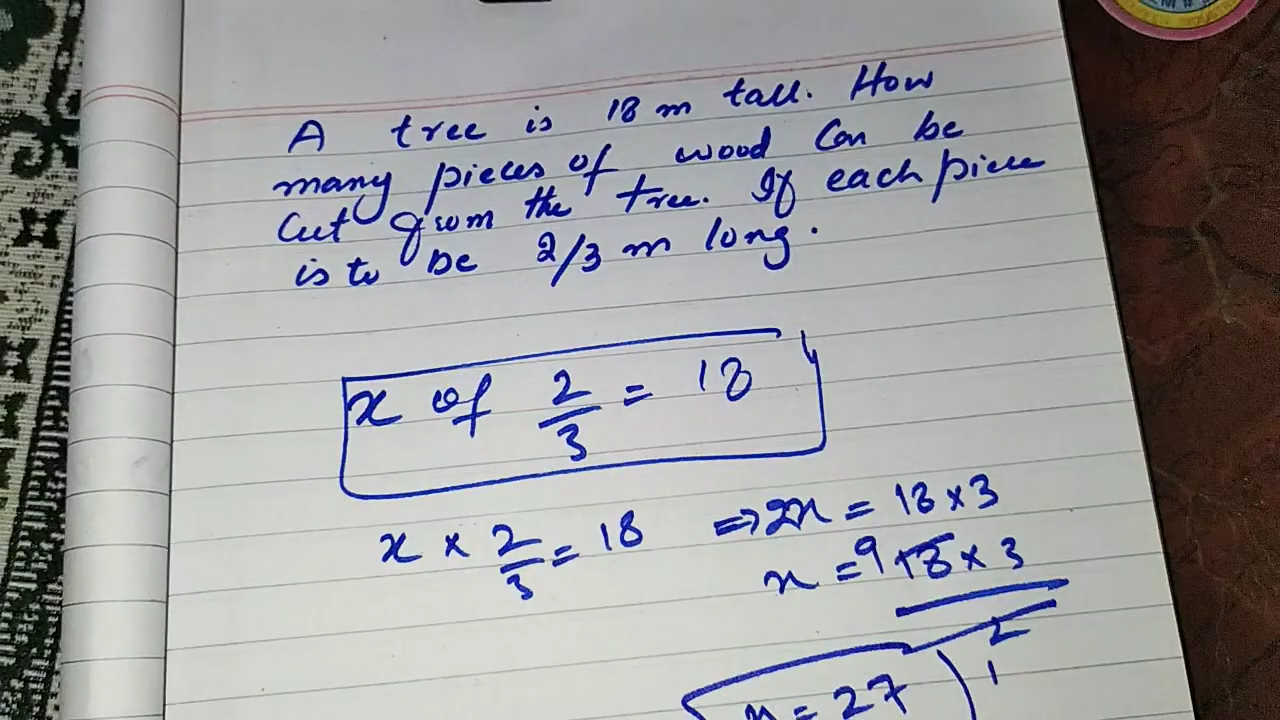 A tree is 18 m tall. How
many pieces of wood can be
cut from the tree. If each piece
is to be 2/3 m long.
x of 2/3 = 18
x × 2/3 = 18 ⇒ 2x = 18 × 3
x = 9 18 × 3
2
1
x = 27